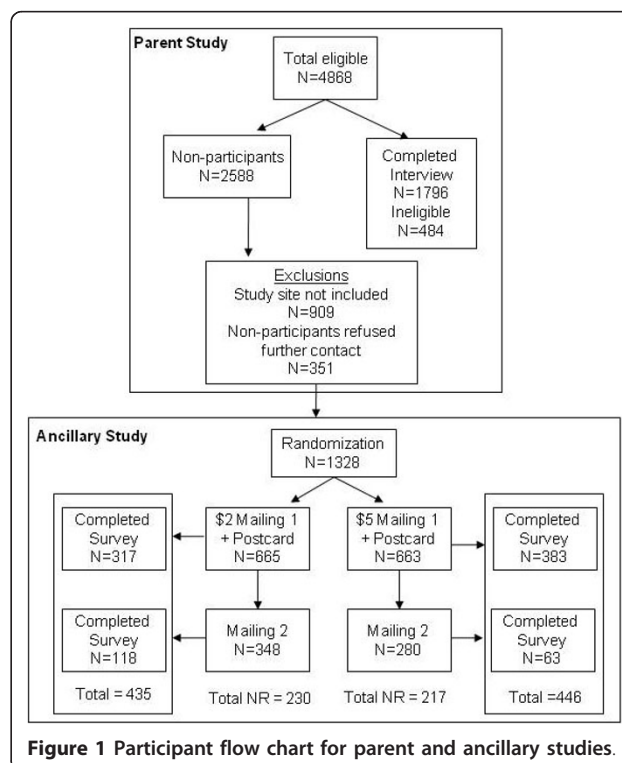 Parent Study
Total eligible
N=4868
Non-participants
N=2588
Completed
Interview
N=1796
Ineligible
N=484
Exclusions
Study site not included
N=909
Non-participants refused
further contact
N=351
Ancillary Study
Randomization
N=1328
Completed
Survey
N=317
$2 Mailing 1
+ Postcard
N=665
$5 Mailing 1
+ Postcard
N=663
Completed
Survey
N=383
Completed
Survey
N=118
Mailing 2
N=348
Mailing 2
N=280
Completed
Survey
N=63
Total = 435
Total NR = 230
Total NR = 217
Total =446
Figure 1 Participant flow chart for parent and ancillary studies.